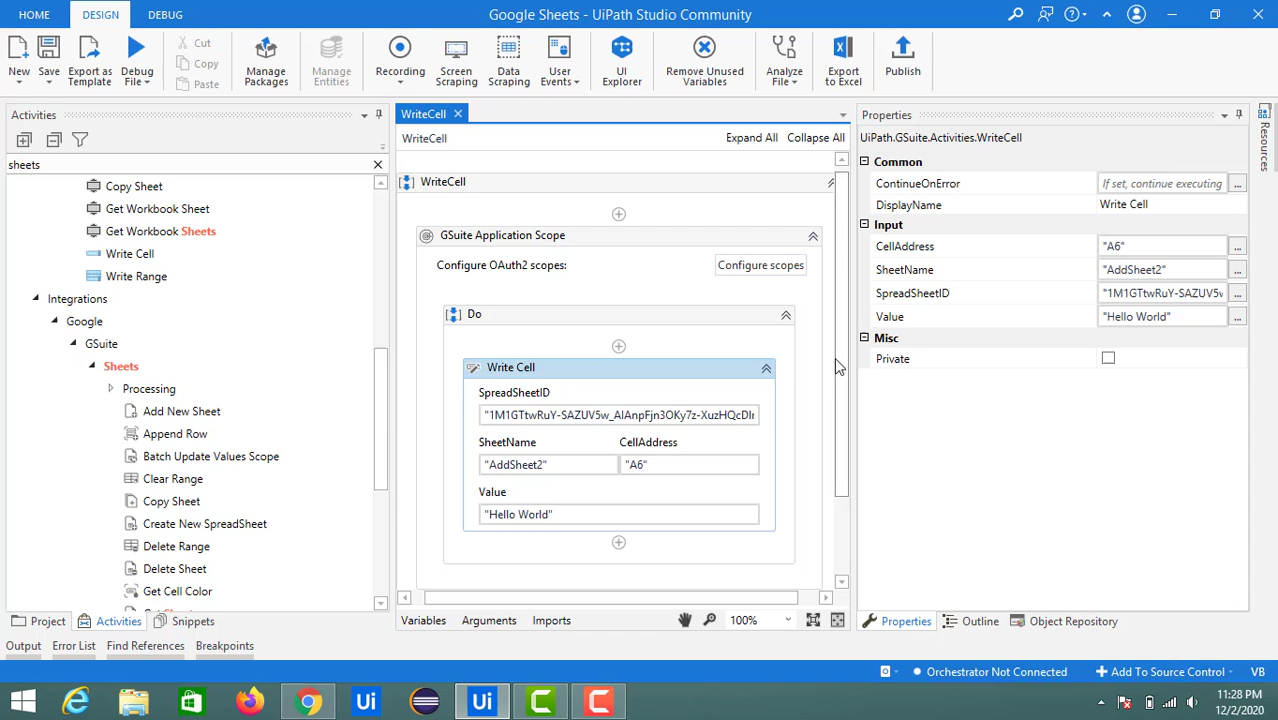 HOME
DESIGN
DEBUG
Google Sheets - UiPath Studio Community
New
Save
Export as Template
Debug File
Cut
Copy
Paste
Manage Packages
Manage Entities
Recording
Screen Scraping
Data Scraping
User Events
UI Explorer
Remove Unused Variables
Analyze File
Export to Excel
Publish
Activities
sheets
Copy Sheet
Get Workbook Sheet
Get Workbook Sheets
Write Cell
Write Range
Integrations
Google
GSuite
Sheets
Processing
Add New Sheet
Append Row
Batch Update Values Scope
Clear Range
Copy Sheet
Create New SpreadSheet
Delete Range
Delete Sheet
Get Cell Color
Project
Activities
Snippets
WriteCell
WriteCell
Expand All
Collapse All
WriteCell
GSuite Application Scope
Configure OAuth2 scopes:
Configure scopes
Do
Write Cell
SpreadSheetID
"1M1GTtwRuY-SAZUV5w_AlAnpFjn3OKy7z-XuzHQcDIr
SheetName
CellAddress
"AddSheet2"
"A6"
Value
"Hello World"
Variables
Arguments
Imports
100%
Properties
UiPath.GSuite.Activities.WriteCell
Common
ContinueOnError
If set, continue executing
...
DisplayName
Write Cell
Input
CellAddress
"A6"
...
SheetName
"AddSheet2"
...
SpreadSheetID
"1M1GTtwRuY-SAZUV5w
...
Value
"Hello World"
...
Misc
Private
Resources
Properties
Outline
Object Repository
Output
Error List
Find References
Breakpoints
Orchestrator Not Connected
Add To Source Control
VB
Ui
Ui
11:28 PM
12/2/2020